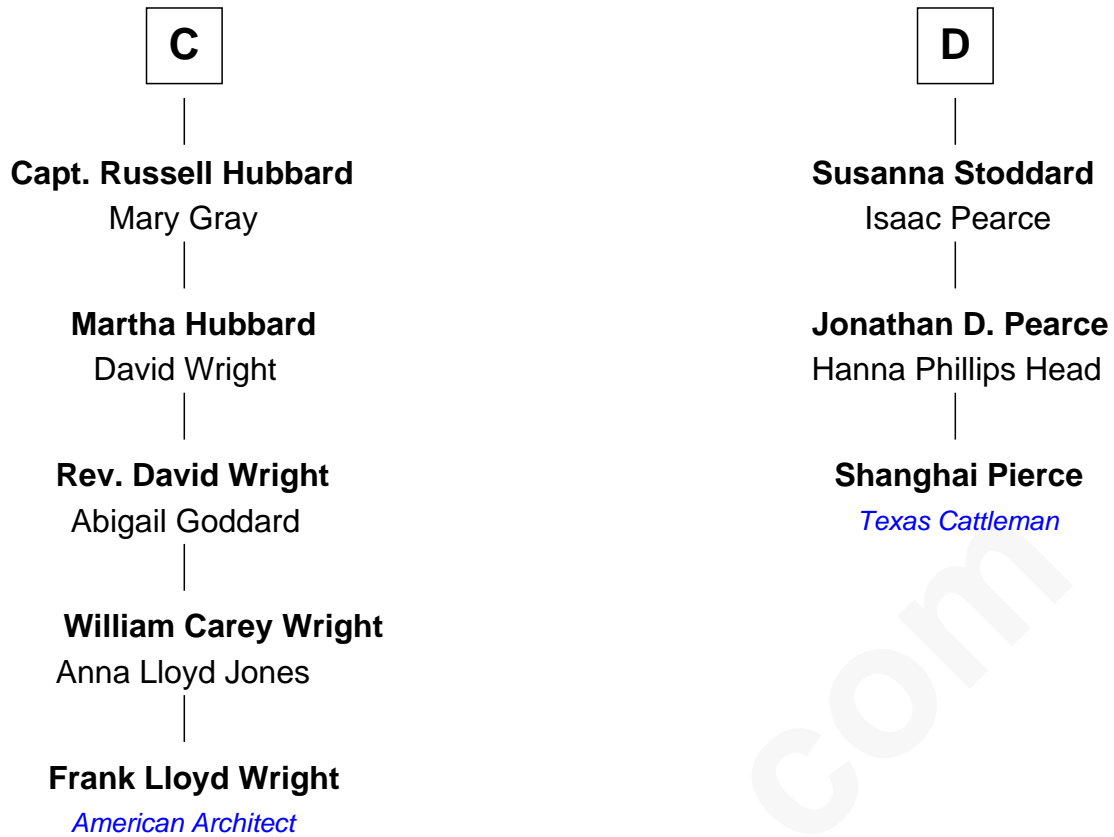 C
Capt. Russell Hubbard
Mary Gray
Martha Hubbard
David Wright
Rev. David Wright
Abigail Goddard
William Carey Wright
Anna Lloyd Jones
Frank Lloyd Wright
American Architect
D
Susanna Stoddard
Isaac Pearce
Jonathan D. Pearce
Hanna Phillips Head
Shanghai Pierce
Texas Cattleman
com